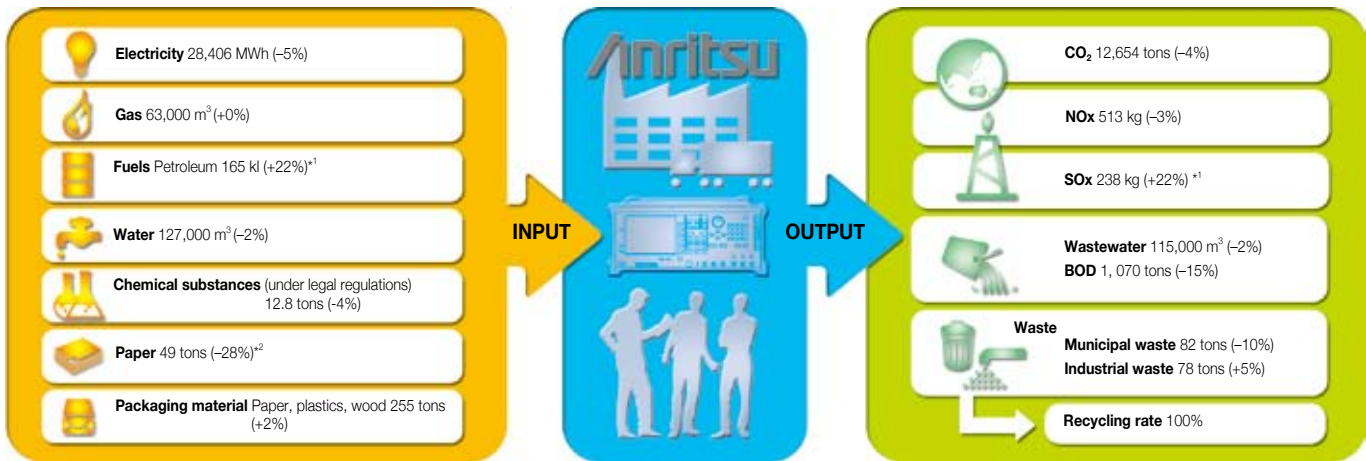 Electricity 28,406 MWh (–5%)
Gas 63,000 m³ (+0%)
Fuels Petroleum 165 kl (+22%)*¹
Water 127,000 m³ (–2%)
Chemical substances (under legal regulations)
12.8 tons (-4%)
Paper 49 tons (–28%)*²
Packaging material Paper, plastics, wood 255 tons
(+2%)
INPUT
Anritsu
OUTPUT
CO₂ 12,654 tons (–4%)
NOx 513 kg (–3%)
SOx 238 kg (+22%) *¹
Wastewater 115,000 m³ (–2%)
BOD 1, 070 tons (–15%)
Waste
Municipal waste 82 tons (–10%)
Industrial waste 78 tons (+5%)
Recycling rate 100%